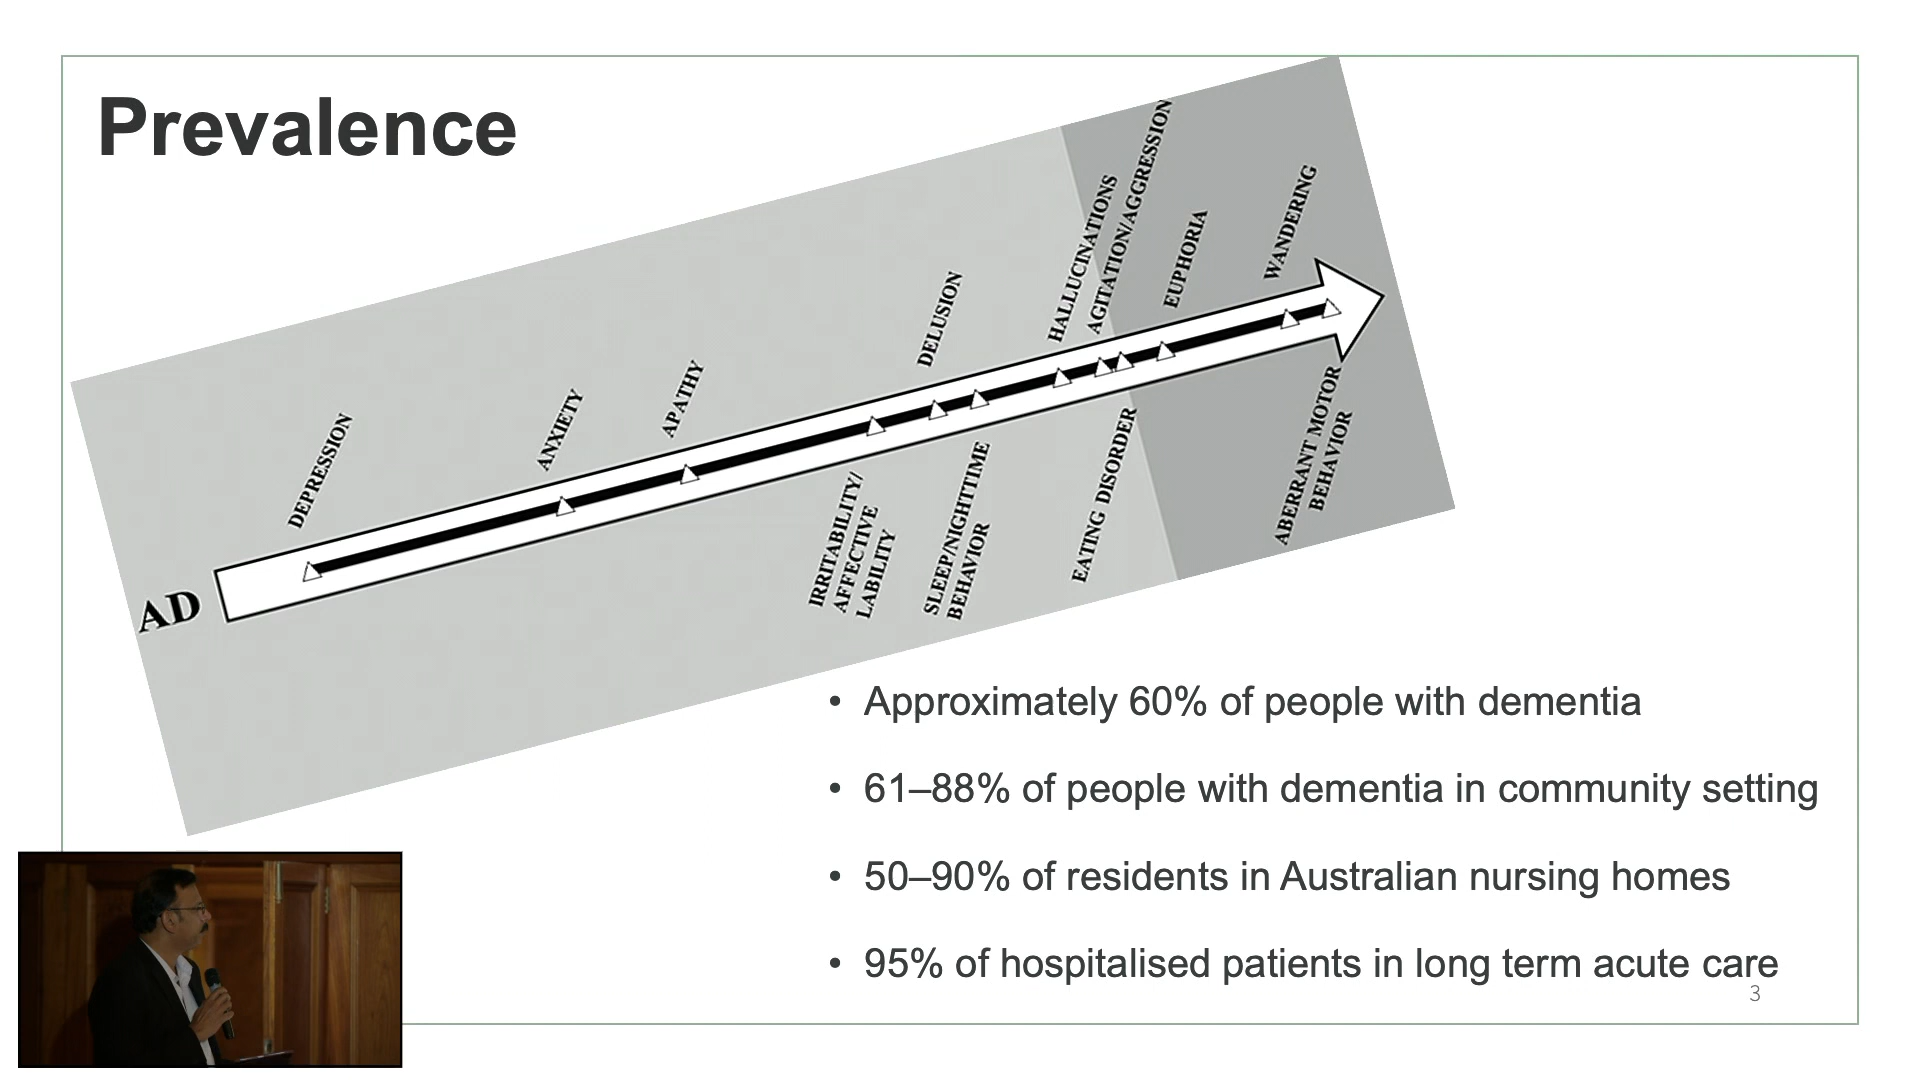 Prevalence
AD
DEPRESSION
ANXIETY
APATHY
IRRITABILITY/
AFFECTIVE
LABILITY
DELUSION
SLEEP/NIGHTTIME
BEHAVIOR
HALLUCINATIONS
AGITATION/AGGRESSION
EATING DISORDER
EUPHORIA
WANDERING
ABERRANT MOTOR
BEHAVIOR
• Approximately 60% of people with dementia
• 61–88% of people with dementia in community setting
• 50–90% of residents in Australian nursing homes
• 95% of hospitalised patients in long term acute care
3